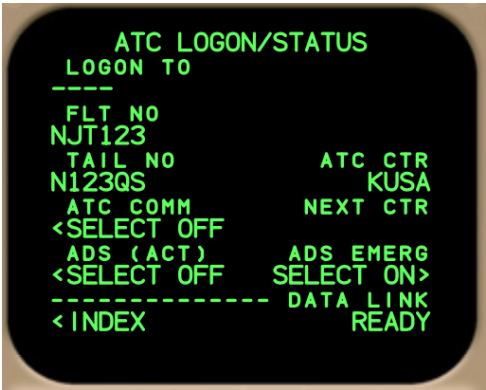 ATC LOGON/STATUS
LOGON TO
----
FLT NO
NJT123
TAIL NO ATC CTR
N123QS KUSA
ATC COMM NEXT CTR
<SELECT OFF
ADS (ACT) ADS EMERG
<SELECT OFF SELECT ON>
--------------- DATA LINK
<INDEX READY